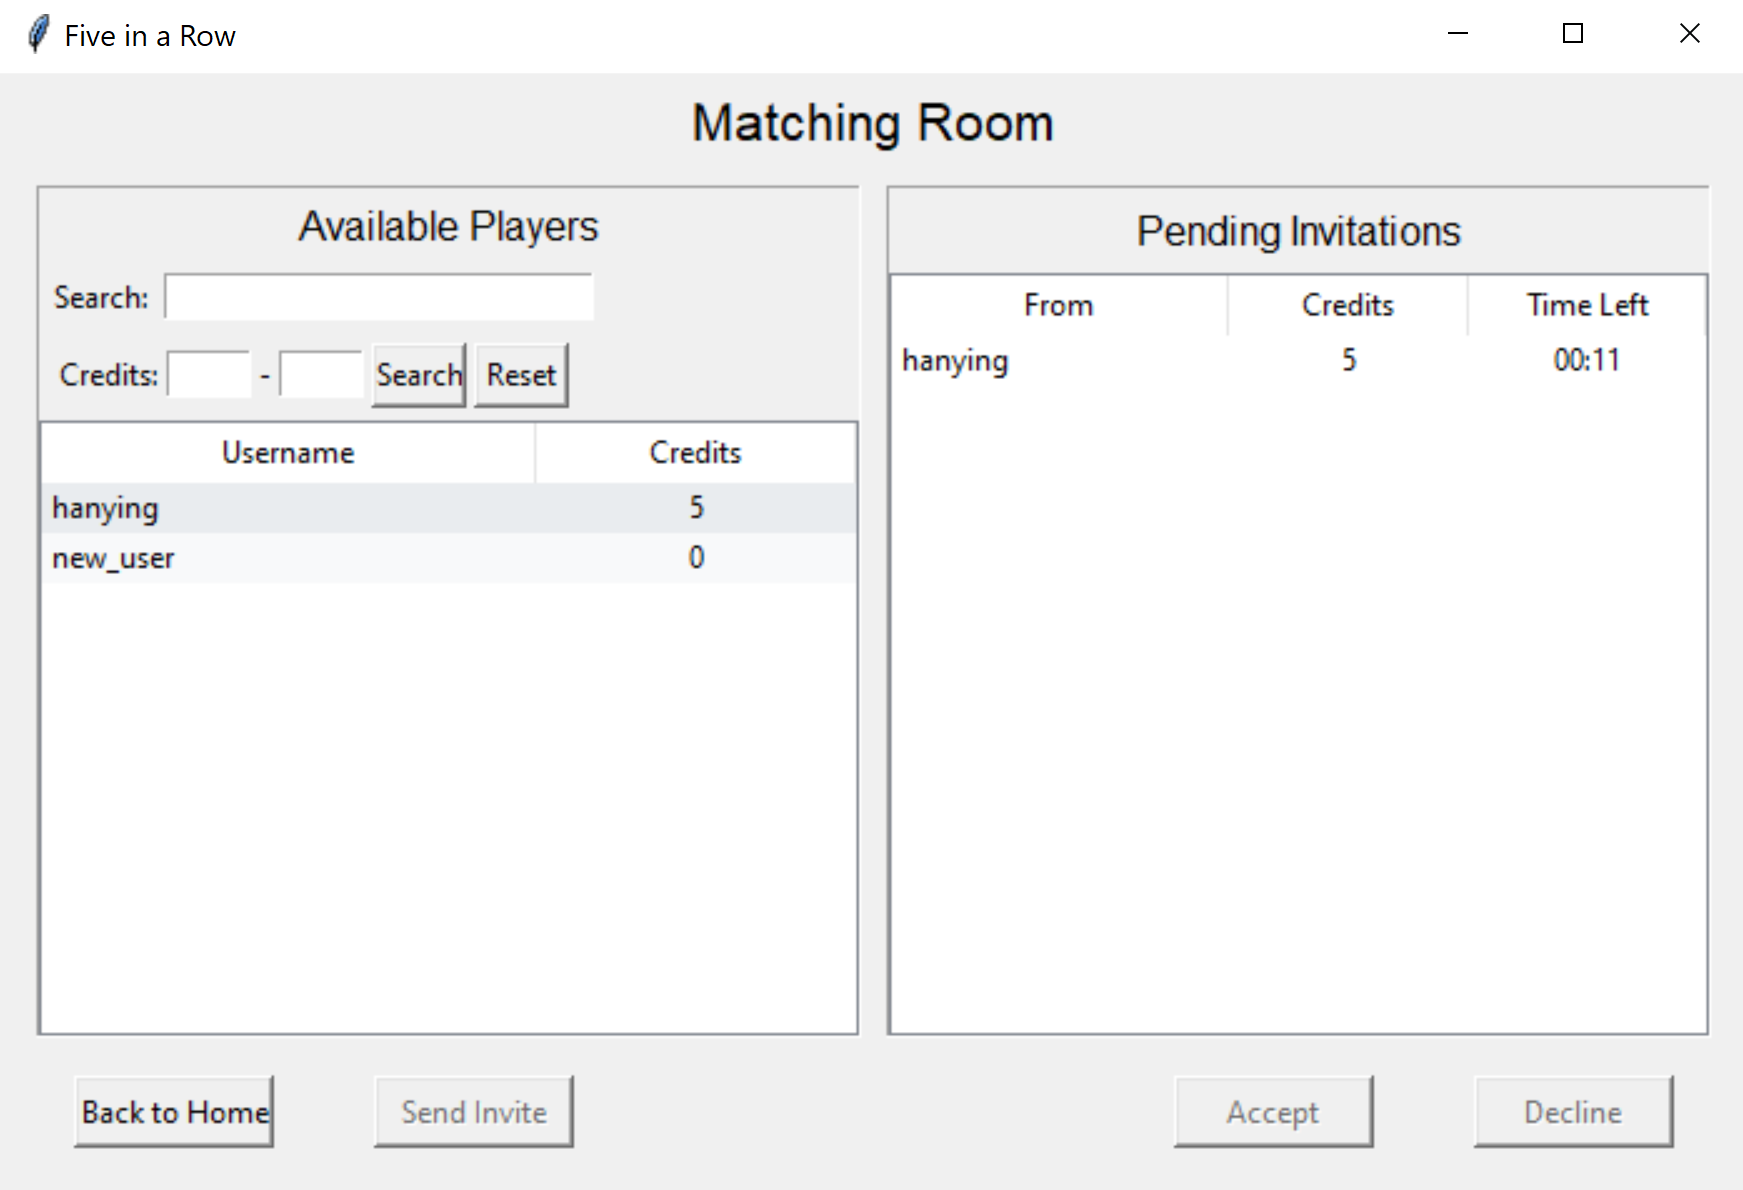 Five in a Row
Matching Room
Available Players
Search:
Credits: - Search Reset
Username Credits
hanying 5
new_user 0
Pending Invitations
From Credits Time Left
hanying 5 00:11
Back to Home Send Invite Accept Decline